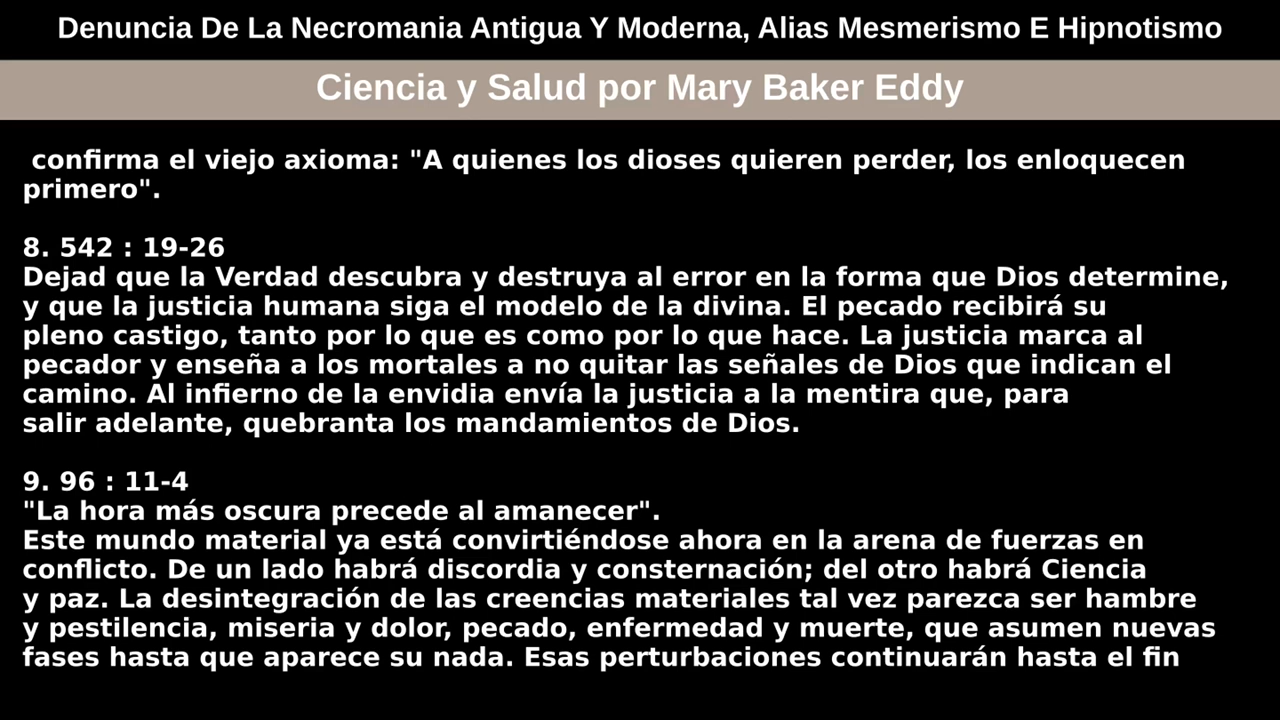 Denuncia De La Necromania Antigua Y Moderna, Alias Mesmerismo E Hipnotismo
Ciencia y Salud por Mary Baker Eddy
confirma el viejo axioma: "A quienes los dioses quieren perder, los enloquecen
primero".
8. 542 : 19-26
Dejad que la Verdad descubra y destruya al error en la forma que Dios determine,
y que la justicia humana siga el modelo de la divina. El pecado recibirá su
pleno castigo, tanto por lo que es como por lo que hace. La justicia marca al
pecador y enseña a los mortales a no quitar las señales de Dios que indican el
camino. Al infierno de la envidia envía la justicia a la mentira que, para
salir adelante, quebranta los mandamientos de Dios.
9. 96 : 11-4
"La hora más oscura precede al amanecer".
Este mundo material ya está convirtiéndose ahora en la arena de fuerzas en
conflicto. De un lado habrá discordia y consternación; del otro habrá Ciencia
y paz. La desintegración de las creencias materiales tal vez parezca ser hambre
y pestilencia, miseria y dolor, pecado, enfermedad y muerte, que asumen nuevas
fases hasta que aparece su nada. Esas perturbaciones continuarán hasta el fin